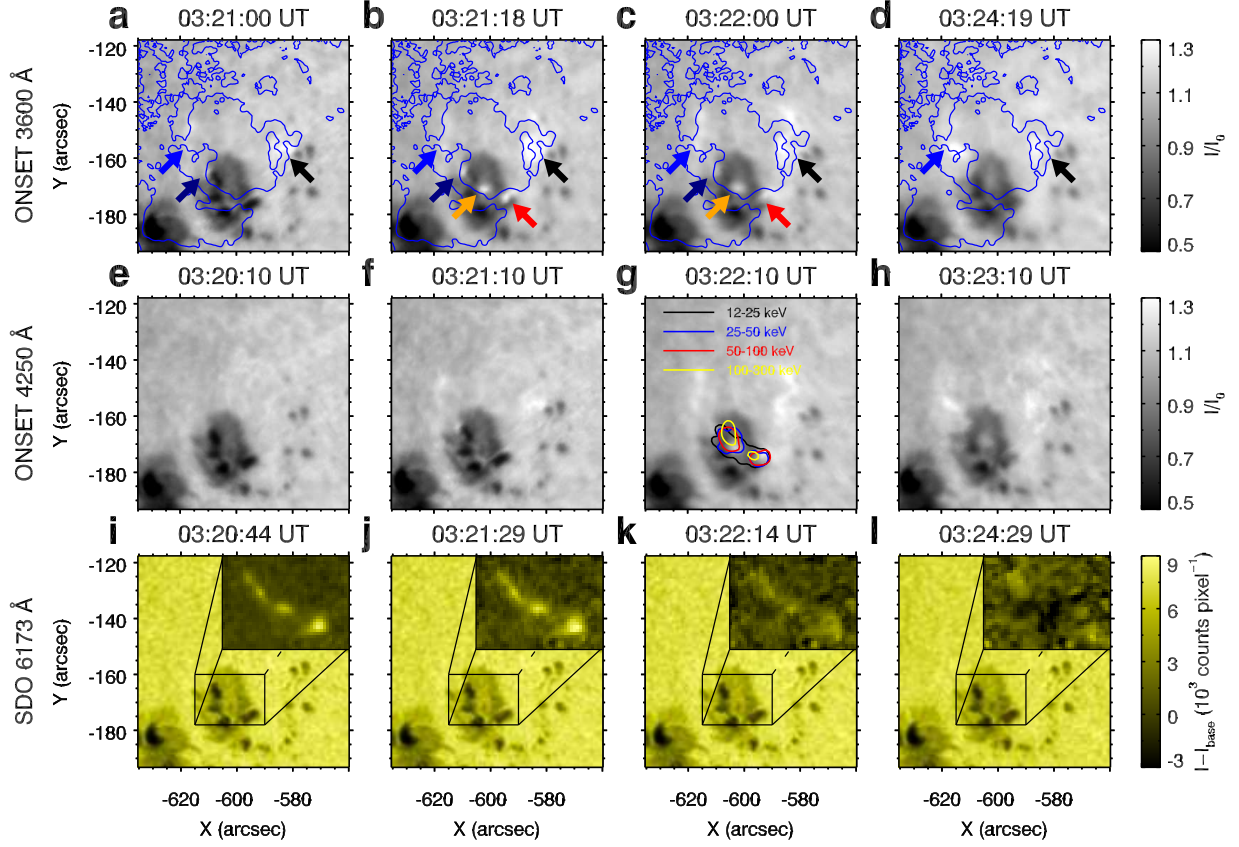 a 03:21:00 UT
b 03:21:18 UT
c 03:22:00 UT
d 03:24:19 UT
ONSET 3600 Å
Y (arcsec)
-120
-140
-160
-180
1.3
1.1
0.9
0.7
0.5
I/I0
e 03:20:10 UT
f 03:21:10 UT
g 03:22:10 UT
h 03:23:10 UT
ONSET 4250 Å
Y (arcsec)
-120
-140
-160
-180
12-25 keV
25-50 keV
50-100 keV
100-300 keV
1.3
1.1
0.9
0.7
0.5
I/I0
i 03:20:44 UT
j 03:21:29 UT
k 03:22:14 UT
l 03:24:29 UT
SDO 6173 Å
Y (arcsec)
-120
-140
-160
-180
9
6
3
0
-3
I-Ibase (10³ counts pixel⁻¹)
-620 -600 -580
-620 -600 -580
-620 -600 -580
-620 -600 -580
X (arcsec)
X (arcsec)
X (arcsec)
X (arcsec)